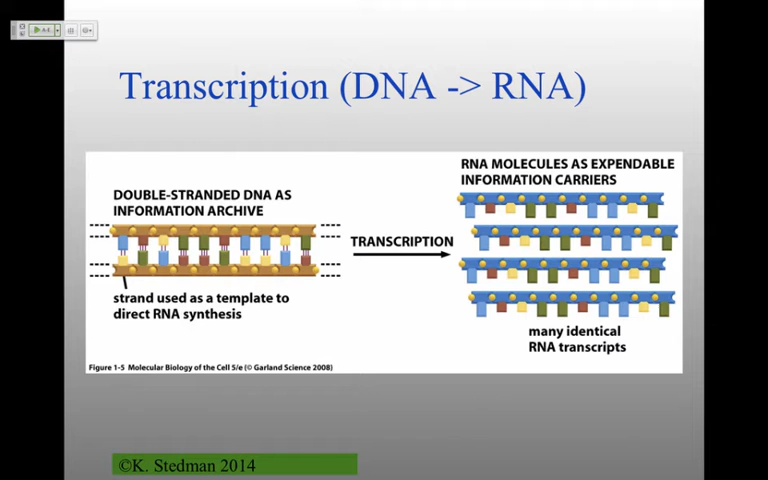 Transcription (DNA -> RNA)
DOUBLE-STRANDED DNA AS
INFORMATION ARCHIVE
strand used as a template to
direct RNA synthesis
TRANSCRIPTION
RNA MOLECULES AS EXPENDABLE
INFORMATION CARRIERS
many identical
RNA transcripts
Figure 1-5 Molecular Biology of the Cell 5/e (© Garland Science 2008)
©K. Stedman 2014